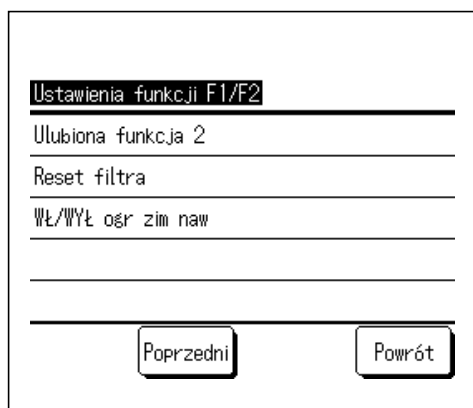 Ustawienia funkcji F1/F2
Ulubiona funkcja 2
Reset filtra
WŁ/WYŁ ogr zim naw
Poprzedni Powrót